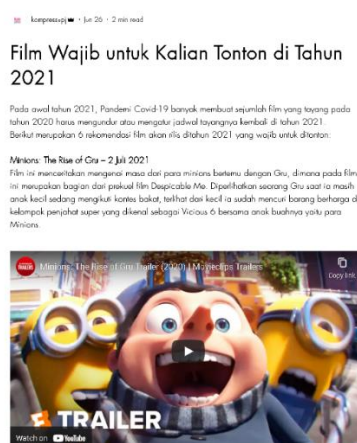 kompressupj · Jun 26 · 2 min read
Film Wajib untuk Kalian Tonton di Tahun
2021
Pada awal tahun 2021, Pandemi Covid-19 banyak membuat sejumlah film yang tayang pada
tahun 2020 harus mengundur atau mengatur jadwal tayangnya kembali di tahun 2021.
Berikut merupakan 6 rekomendasi film akan rilis ditahun 2021 yang wajib untuk ditonton:
Minions: The Rise of Gru – 2 Juli 2021
Film ini menceritakan mengenai masa dari para minions bertemu dengan Gru, dimana pada film
ini merupakan bagian dari prekuel film Despicable Me. Diperlihatkan seorang Gru saat ia masih
anak kecil sedang mengikuti kontes bakat, terlihat dari kecil ia sudah mencuri barang berharga d
kelompok penjahat super yang dikenal sebagai Vicious 6 bersama anak buahnya yaitu para
Minions.
Minions: The Rise of Gru Trailer (2020) | Movieclips Trailers
Copy link
TRAILER
Watch on YouTube